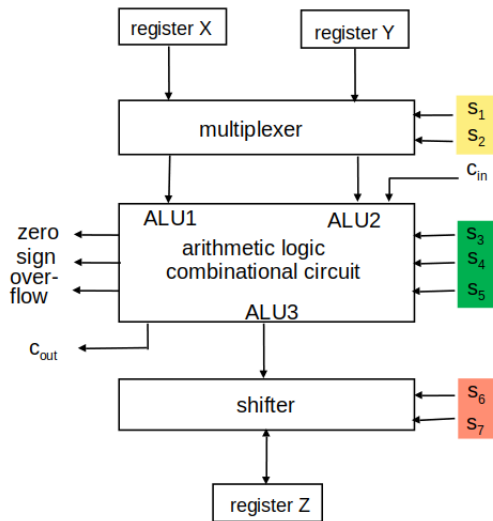 register X
register Y
multiplexer
s1
s2
cin
ALU1
ALU2
zero
sign
over-
flow
arithmetic logic
combinational circuit
s3
s4
s5
ALU3
cout
shifter
s6
s7
register Z